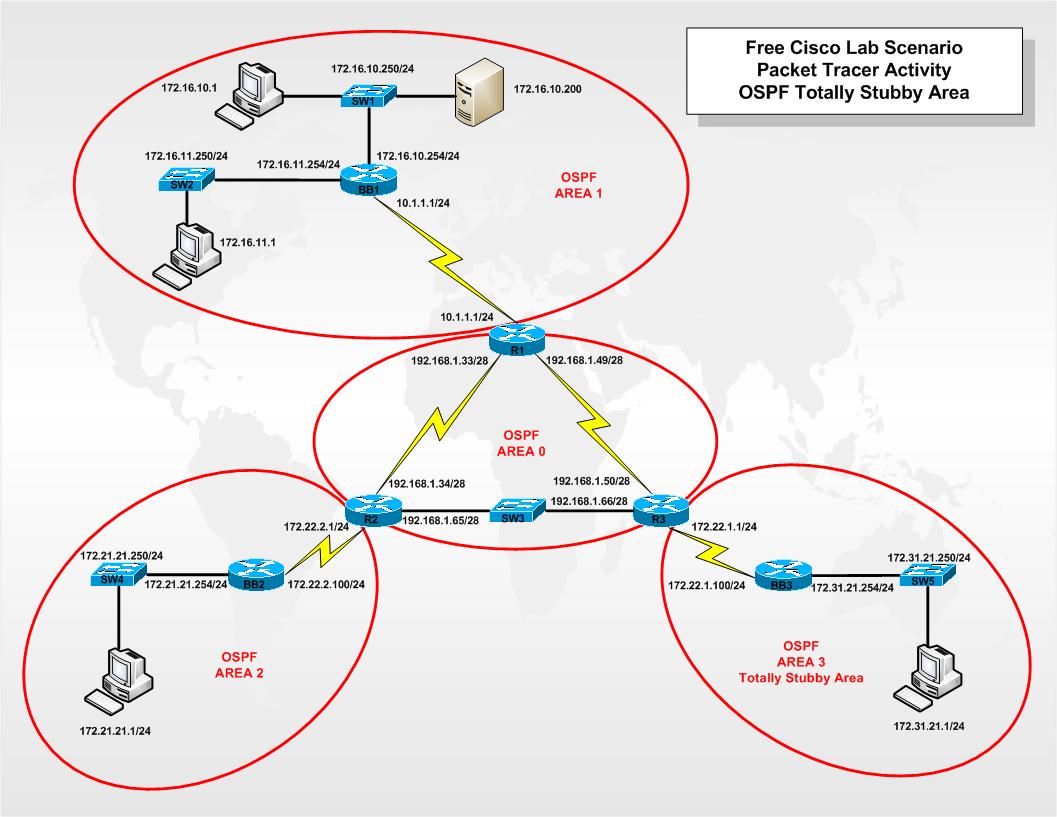 Free Cisco Lab Scenario
Packet Tracer Activity
OSPF Totally Stubby Area
172.16.10.250/24
172.16.10.1
SW1
172.16.10.200
172.16.11.250/24
172.16.11.254/24
172.16.10.254/24
SW2
BB1
OSPF
AREA 1
10.1.1.1/24
172.16.11.1
10.1.1.1/24
R1
192.168.1.33/28
192.168.1.49/28
OSPF
AREA 0
192.168.1.34/28
192.168.1.50/28
192.168.1.66/28
R2
192.168.1.65/28
SW3
R3
172.22.2.1/24
172.22.1.1/24
172.21.21.250/24
SW4
172.21.21.254/24
BB2
172.22.2.100/24
172.31.21.250/24
172.22.1.100/24
BB3
172.31.21.254/24
SW5
OSPF
AREA 2
OSPF
AREA 3
Totally Stubby Area
172.21.21.1/24
172.31.21.1/24